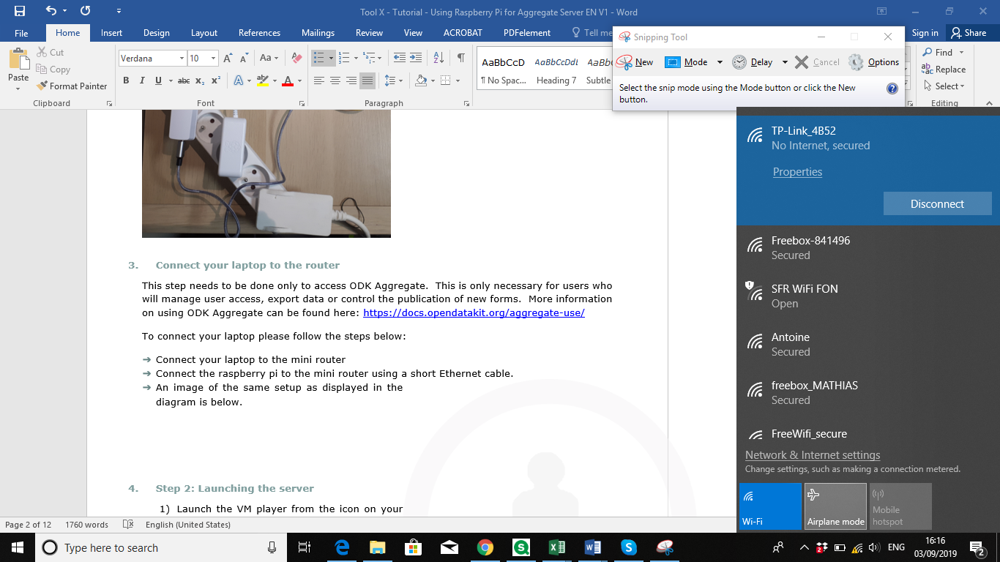 Tool X - Tutorial - Using Raspberry Pi for Aggregate Server EN V1 - Word
File Home Insert Design Layout References Mailings Review View ACROBAT PDFelement Tell me Sign in Share
Paste
Cut
Copy
Format Painter
Clipboard
Verdana 10
Aa
B I U abc x₂ x²
Font
Paragraph
AaBbCcD AaBbCcDdI AaBb
¶ No Spac... Heading 7 Subtle
Find
Replace
Select
Editing
Snipping Tool
New Mode Delay Cancel Options
Select the snip mode using the Mode button or click the New
button.
3. Connect your laptop to the router
This step needs to be done only to access ODK Aggregate. This is only necessary for users who
will manage user access, export data or control the publication of new forms. More information
on using ODK Aggregate can be found here: https://docs.opendatakit.org/aggregate-use/
To connect your laptop please follow the steps below:
➔ Connect your laptop to the mini router
➔ Connect the raspberry pi to the mini router using a short Ethernet cable.
➔ An image of the same setup as displayed in the
diagram is below.
4. Step 2: Launching the server
1) Launch the VM player from the icon on your
TP-Link_4B52
No Internet, secured
Properties
Disconnect
Freebox-841496
Secured
SFR WiFi FON
Open
Antoine
Secured
freebox_MATHIAS
Secured
FreeWifi_secure
Network & Internet settings
Change settings, such as making a connection metered.
Wi-Fi
Airplane mode
Mobile
hotspot
Page 2 of 12 1760 words English (United States)
Type here to search
ENG
16:16
03/09/2019
2